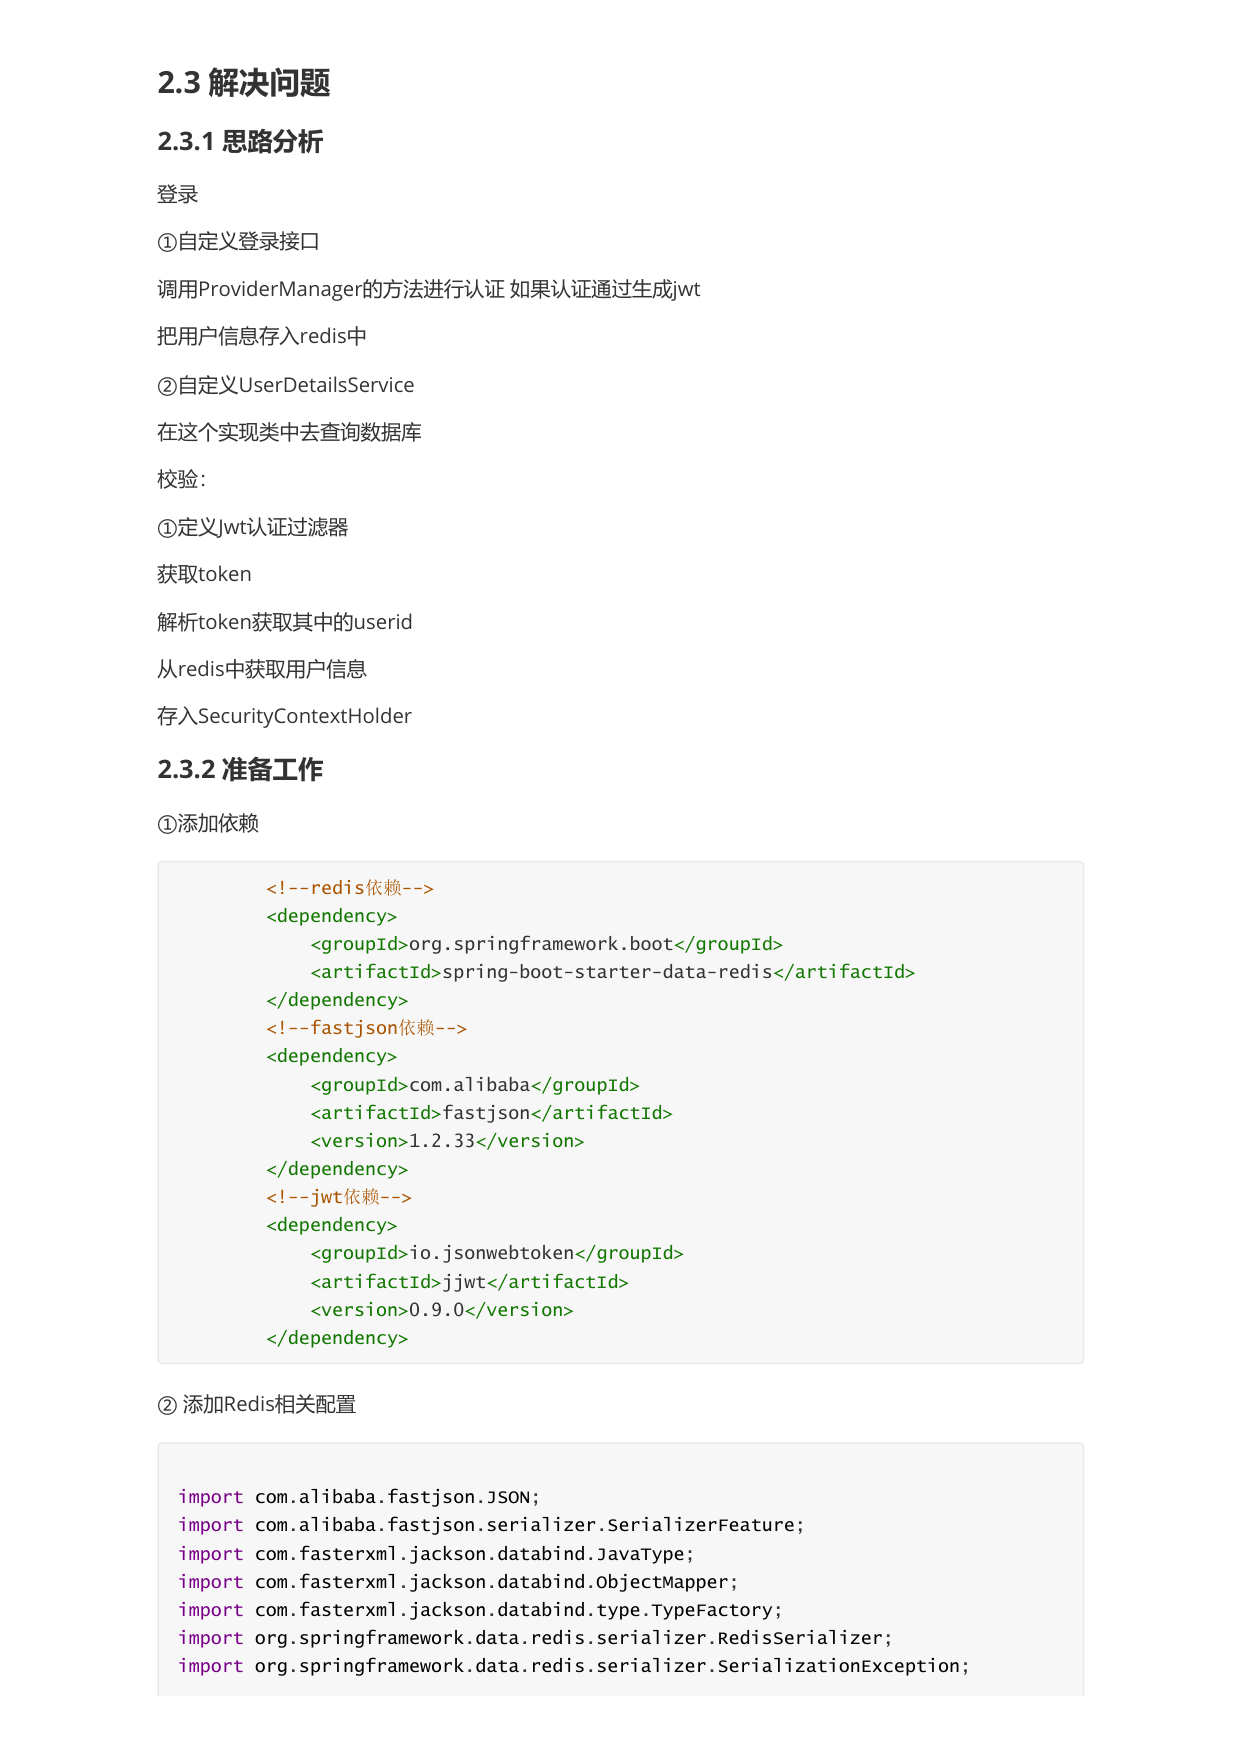 2.3 解决问题
2.3.1 思路分析
登录
①自定义登录接口
调用ProviderManager的方法进行认证 如果认证通过生成jwt
把用户信息存入redis中
②自定义UserDetailsService
在这个实现类中去查询数据库
校验：
①定义Jwt认证过滤器
获取token
解析token获取其中的userid
从redis中获取用户信息
存入SecurityContextHolder
2.3.2 准备工作
①添加依赖
<!--redis依赖-->
<dependency>
<groupId>org.springframework.boot</groupId>
<artifactId>spring-boot-starter-data-redis</artifactId>
</dependency>
<!--fastjson依赖-->
<dependency>
<groupId>com.alibaba</groupId>
<artifactId>fastjson</artifactId>
<version>1.2.33</version>
</dependency>
<!--jwt依赖-->
<dependency>
<groupId>io.jsonwebtoken</groupId>
<artifactId>jjwt</artifactId>
<version>0.9.0</version>
</dependency>
② 添加Redis相关配置
import com.alibaba.fastjson.JSON;
import com.alibaba.fastjson.serializer.SerializerFeature;
import com.fasterxml.jackson.databind.JavaType;
import com.fasterxml.jackson.databind.ObjectMapper;
import com.fasterxml.jackson.databind.type.TypeFactory;
import org.springframework.data.redis.serializer.RedisSerializer;
import org.springframework.data.redis.serializer.SerializationException;